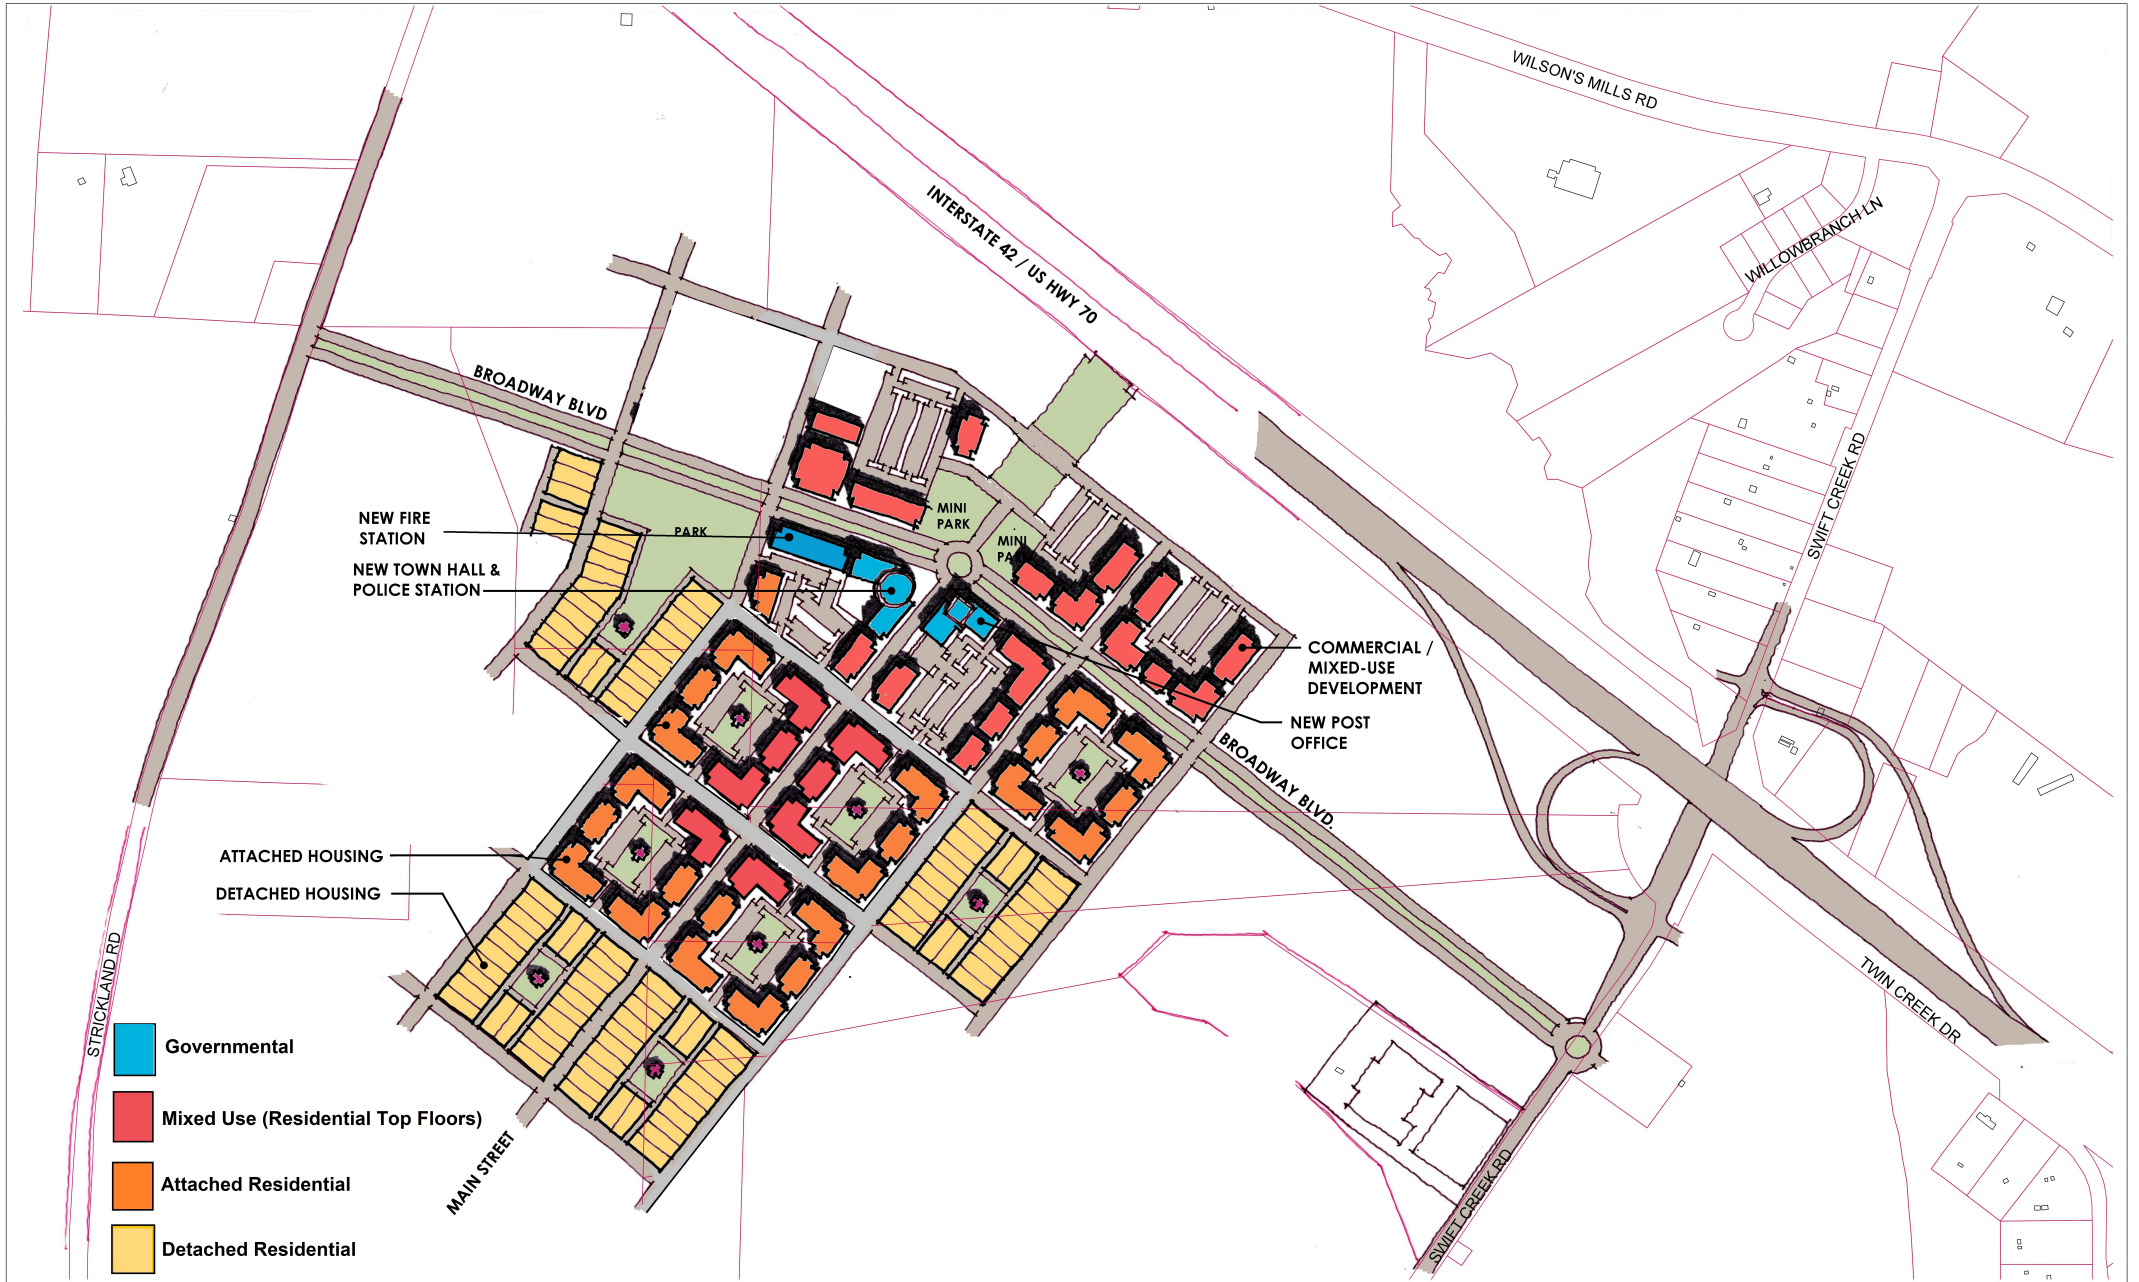 WILSON'S MILLS RD
INTERSTATE 42 / US HWY 70
WILLOWBRANCH LN
BROADWAY BLVD
SWIFT CREEK RD
NEW FIRE
STATION
PARK
MINI
PARK
MINI
PA
NEW TOWN HALL &
POLICE STATION
COMMERCIAL /
MIXED-USE
DEVELOPMENT
NEW POST
OFFICE
BROADWAY BLVD.
ATTACHED HOUSING
DETACHED HOUSING
STRICKLAND RD
TWIN CREEK DR
Governmental
Mixed Use (Residential Top Floors)
Attached Residential
Detached Residential
MAIN STREET
SWIFT CREEK RD